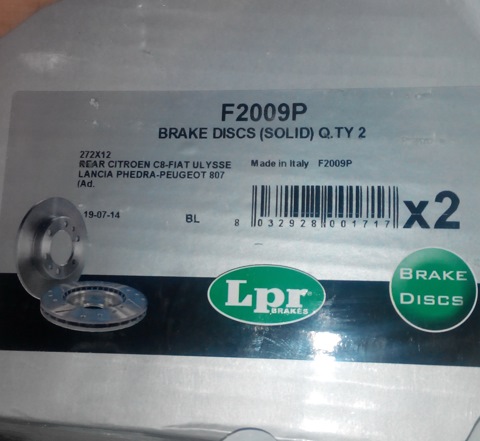 F2009P
BRAKE DISCS (SOLID) Q.TY 2
272X12
REAR CITROEN C8-FIAT ULYSSE
LANCIA PHEDRA-PEUGEOT 807
(Ad.
Made in Italy F2009P
19-07-14
BL
8 032928 001717
x2
Lpr
BRAKES
BRAKE
DISCS